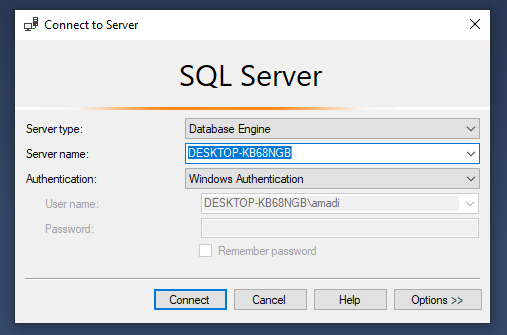 Connect to Server
SQL Server
Server type: Database Engine
Server name: DESKTOP-KB68NGB
Authentication: Windows Authentication
User name: DESKTOP-KB68NGB\amadi
Password:
Remember password
Connect Cancel Help Options >>